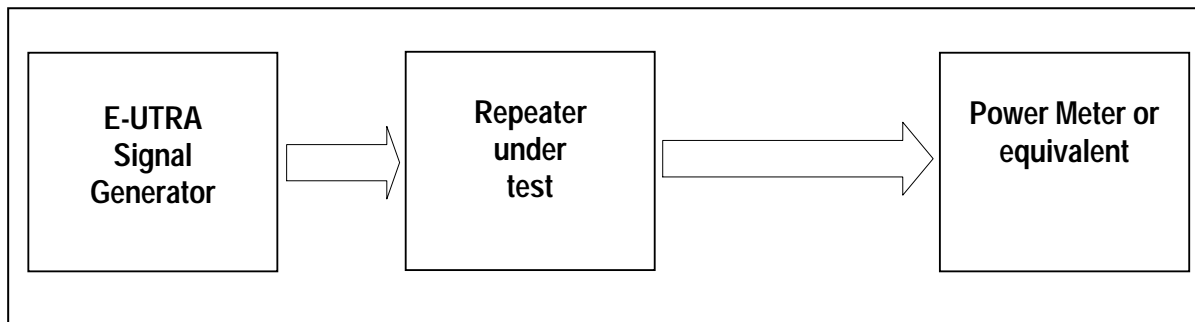 E-UTRA
Signal
Generator
Repeater
under
test
Power Meter or
equivalent